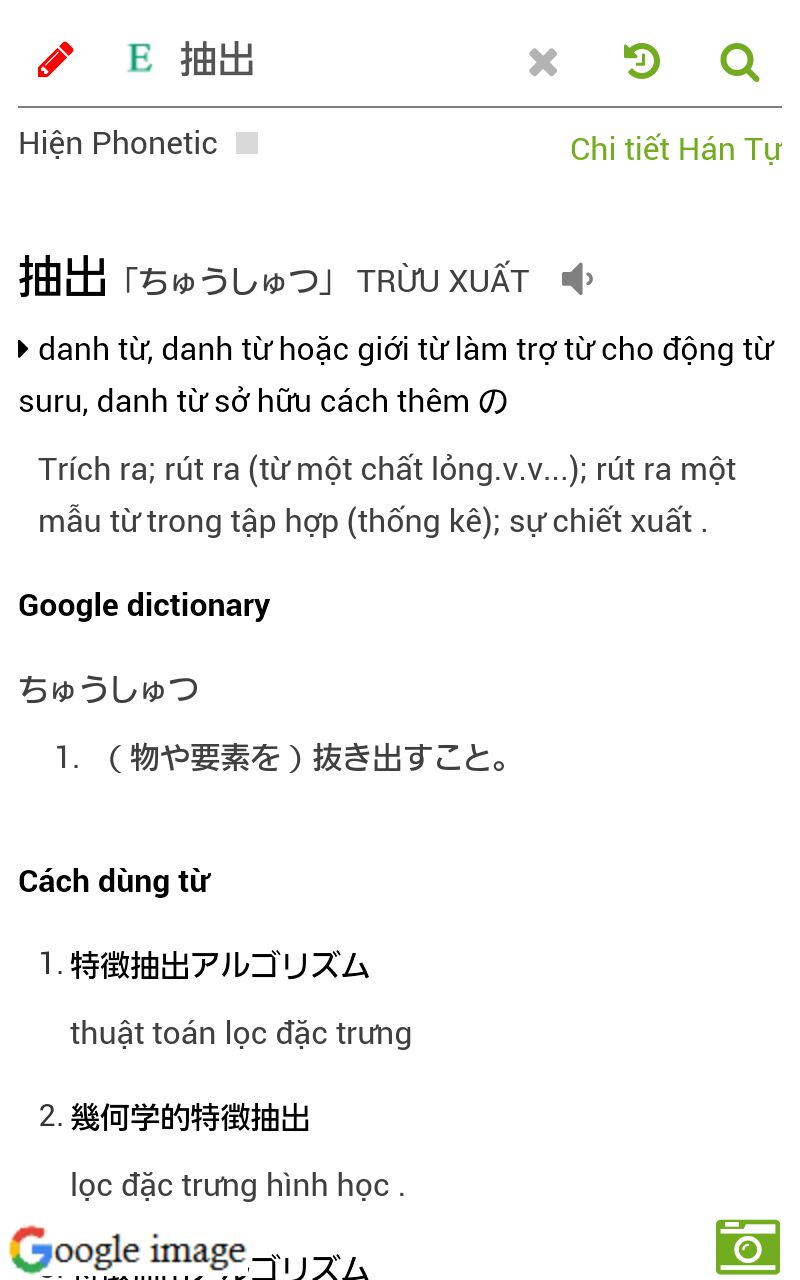 E 抽出
Hiện Phonetic
Chi tiết Hán Tự
抽出「ちゅうしゅつ」 TRỪU XUẤT
danh từ, danh từ hoặc giới từ làm trợ từ cho động từ
suru, danh từ sở hữu cách thêm の
Trích ra; rút ra (từ một chất lỏng.v.v...); rút ra một
mẫu từ trong tập hợp (thống kê); sự chiết xuất .
Google dictionary
ちゅうしゅつ
1. （物や要素を）抜き出すこと。
Cách dùng từ
1. 特徴抽出アルゴリズム
thuật toán lọc đặc trưng
2. 幾何学的特徴抽出
lọc đặc trưng hình học .
Google image
ゴリズム